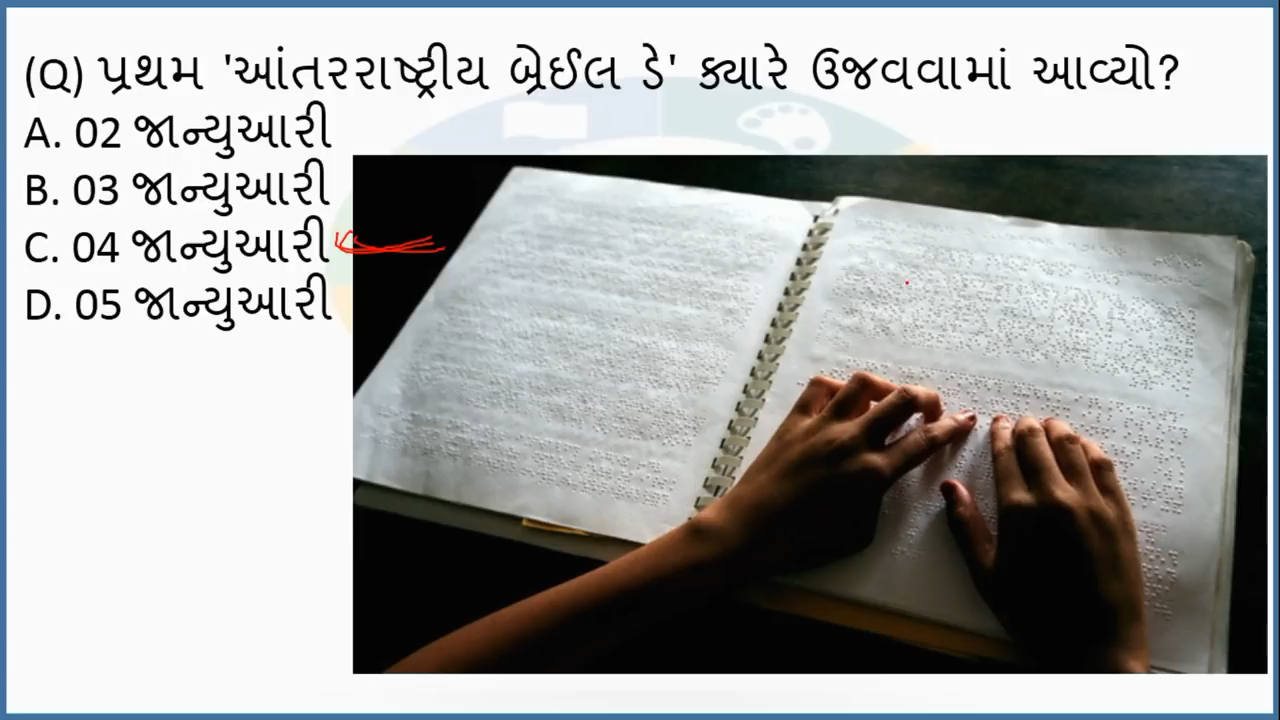 (Q) પ્રથમ 'આંતરરાષ્ટ્રીય બ્રેઈલ ડે' ક્યારે ઉજવવામાં આવ્યો?
A. 02 જાન્યુઆરી
B. 03 જાન્યુઆરી
C. 04 જાન્યુઆરી
D. 05 જાન્યુઆરી